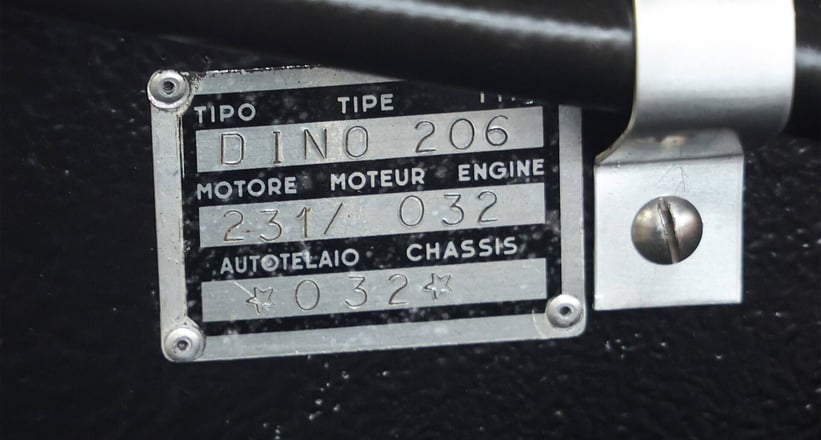 TIPO TIPE
DINO 206
MOTORE MOTEUR ENGINE
231/ 032
AUTOTELAIO CHASSIS
☆032☆